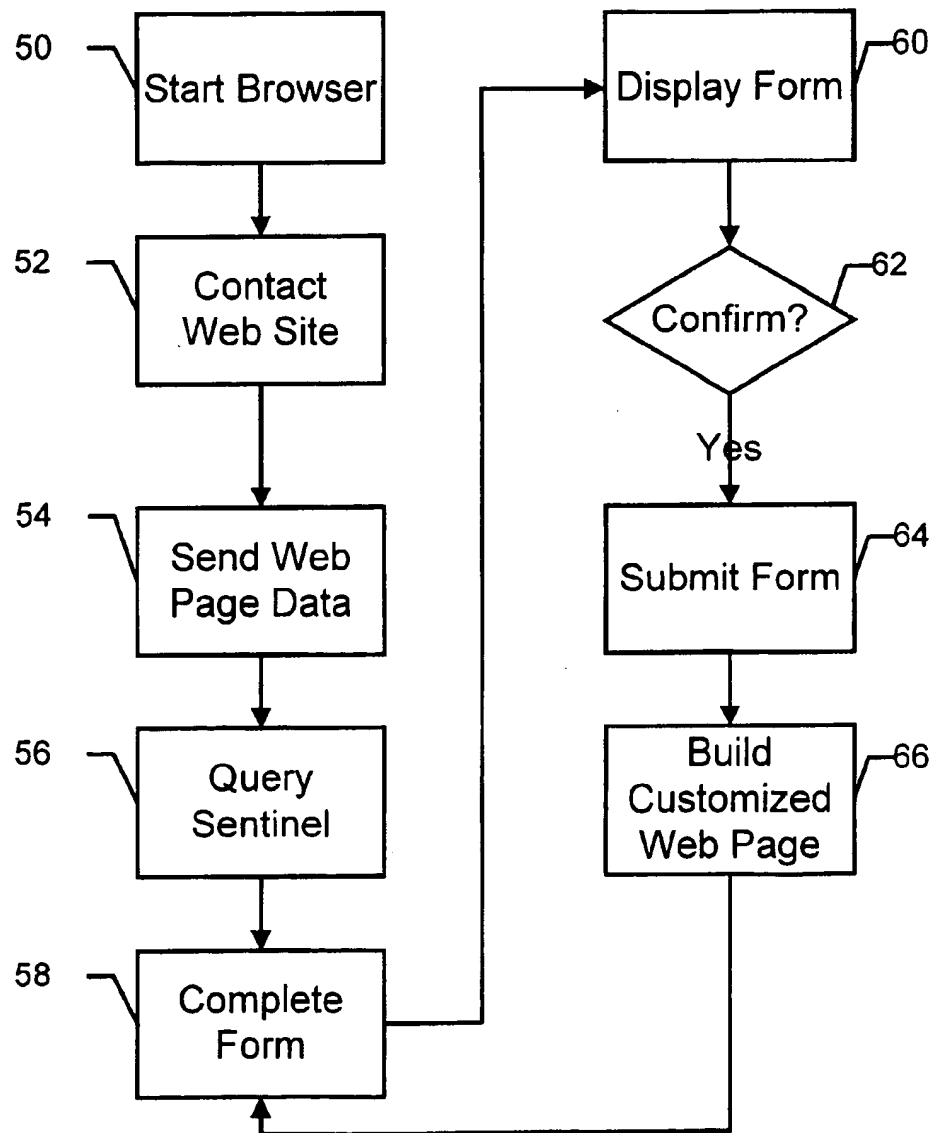 50
Start Browser
52
Contact
Web Site
54
Send Web
Page Data
56
Query
Sentinel
58
Complete
Form
60
Display Form
62
Confirm?
Yes
64
Submit Form
66
Build
Customized
Web Page